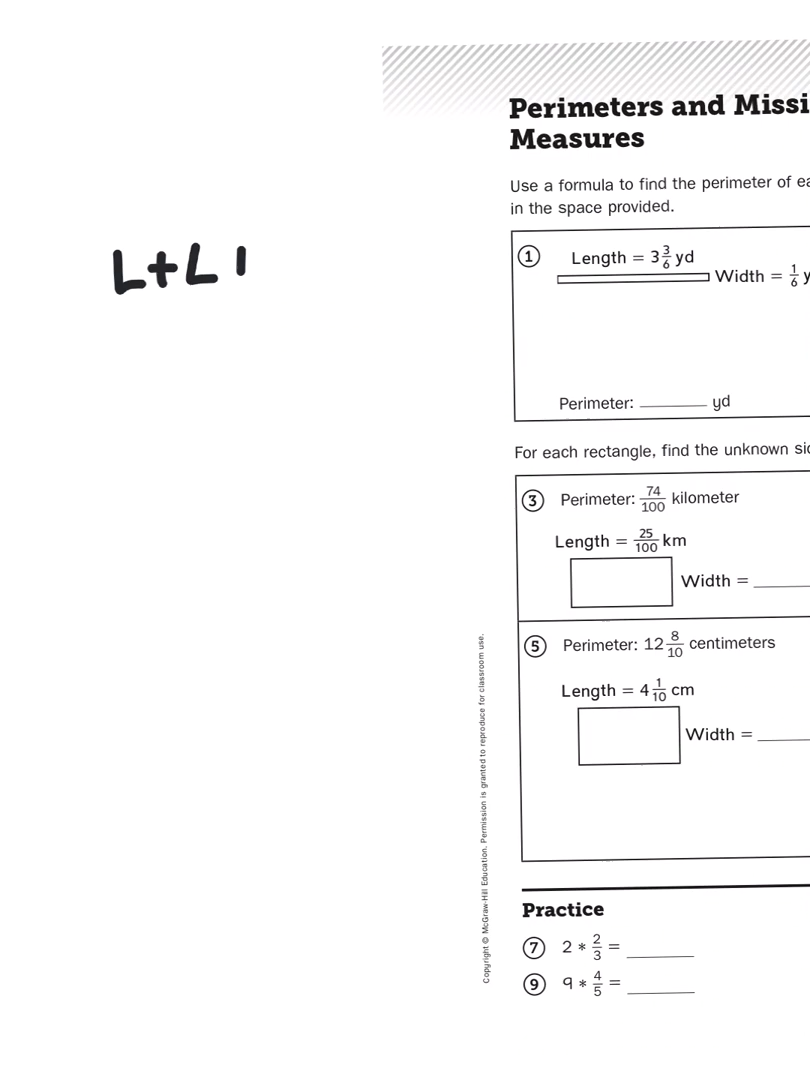 Perimeters and Missi
Measures
Use a formula to find the perimeter of ea
in the space provided.
L+L I
1 Length = 3 3/6 yd
Width = 1/6 y
Perimeter: ________ yd
For each rectangle, find the unknown si
3 Perimeter: 74/100 kilometer
Length = 25/100 km
Width = ______
5 Perimeter: 12 8/10 centimeters
Length = 4 1/10 cm
Width = ______
Copyright © McGraw-Hill Education. Permission is granted to reproduce for classroom use.
Practice
7 2 * 2/3 = ________
9 9 * 4/5 = ________